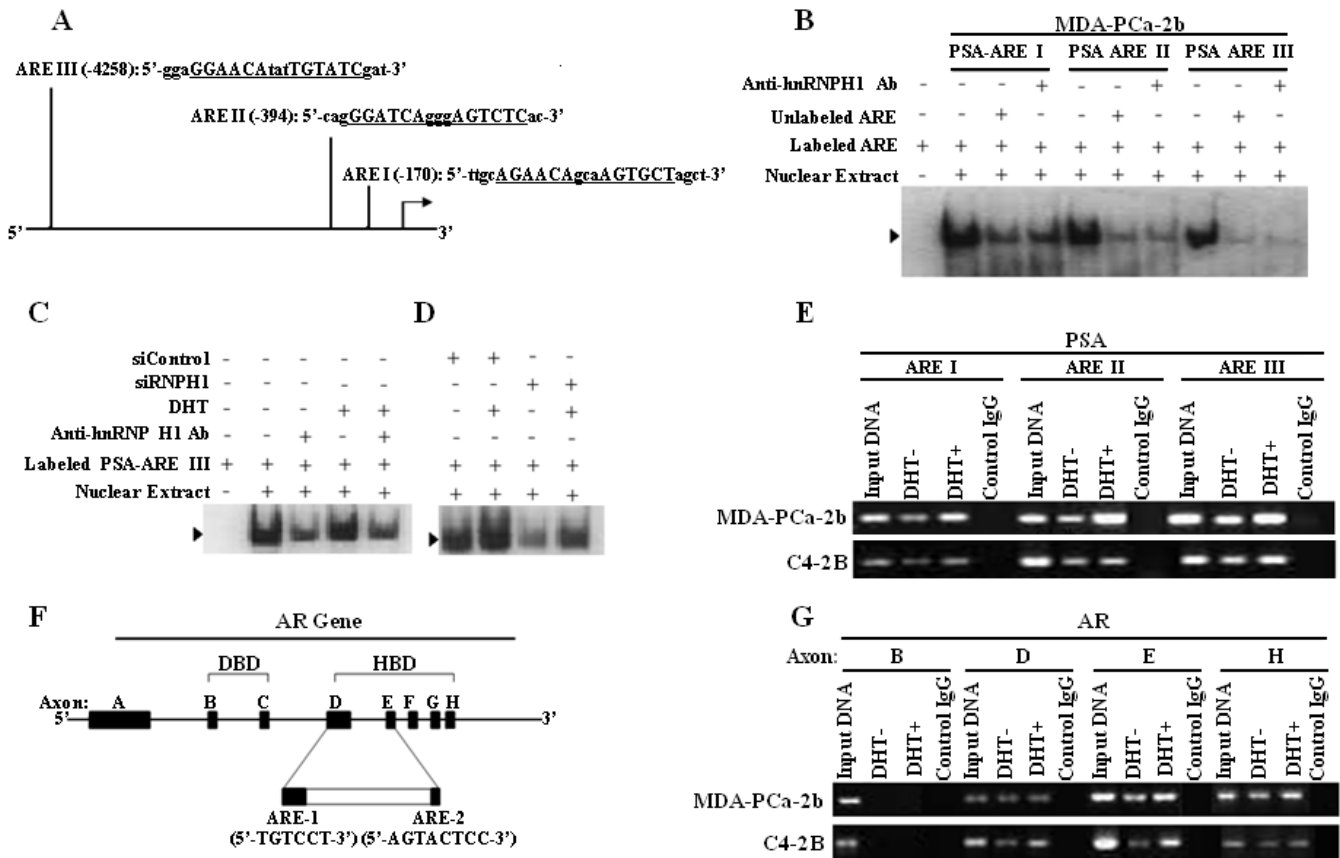 A
ARE III (-4258): 5'-ggaGGAACAtatTGTATCgat-3'
ARE II (-394): 5'-cagGGATCAgggAGTCTCac-3'
ARE I (-170): 5'-ttgcAGAACAgcaAGTGCTagct-3'
5' 3'
B
MDA-PCa-2b
PSA-ARE I PSA ARE II PSA ARE III
Anti-hnRNPH1 Ab - - - + - - + - - +
Unlabeled ARE - - + - - + - - + -
Labeled ARE + + + + + + + + + +
Nuclear Extract - + + + + + + + + +
C
D
siControl - - - - - + + - -
siRNPH1 - - - - - - - + +
DHT - - - + + - + - +
Anti-hnRNP H1 Ab - - + - + - - - -
Labeled PSA-ARE III + + + + + + + + +
Nuclear Extract - + + + + + + + +
E
PSA
ARE I ARE II ARE III
Input DNA DHT- DHT+ Control IgG Input DNA DHT- DHT+ Control IgG Input DNA DHT- DHT+ Control IgG
MDA-PCa-2b
C4-2B
F
AR Gene
DBD HBD
Axon: A B C D E F G H
5' 3'
ARE-1 ARE-2
(5'-TGTCCT-3') (5'-AGTACTCC-3')
G
AR
Axon: B D E H
Input DNA DHT- DHT+ Control IgG Input DNA DHT- DHT+ Control IgG Input DNA DHT- DHT+ Control IgG Input DNA DHT- DHT+ Control IgG
MDA-PCa-2b
C4-2B